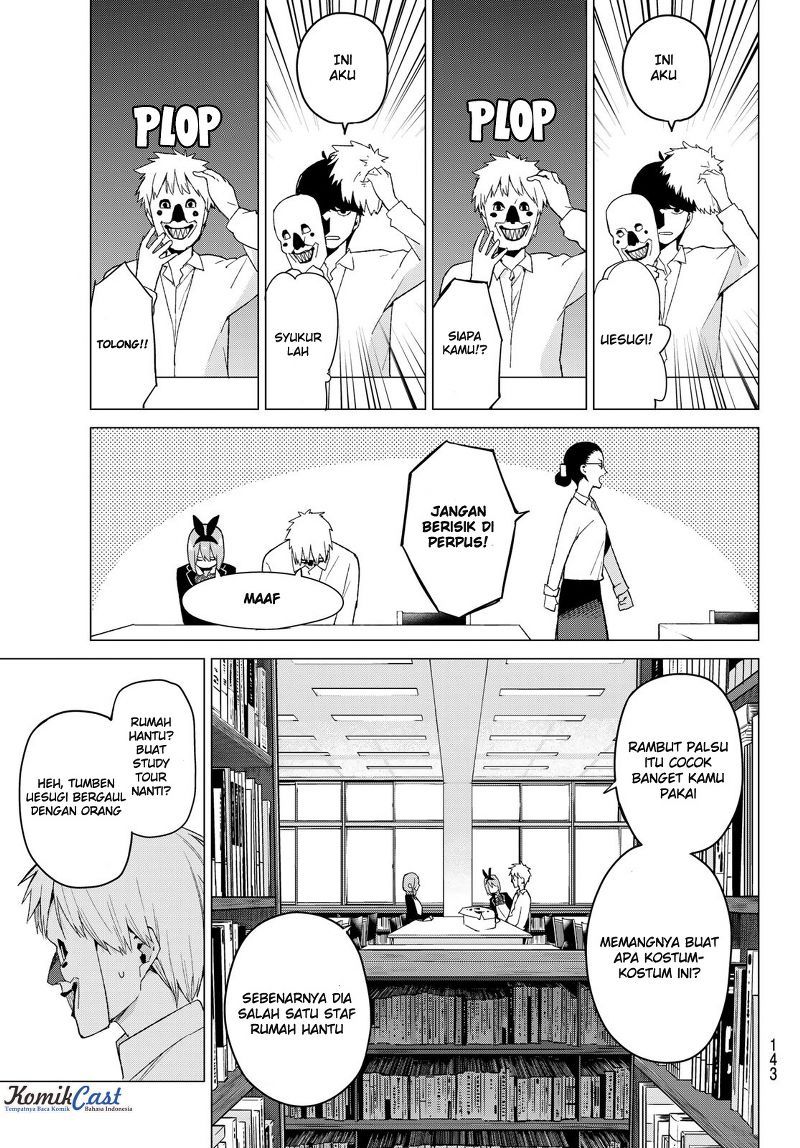 INI
AKU
UESUGI!
PLOP
SIAPA
KAMU!?
INI
AKU
SYUKUR
LAH
PLOP
TOLONG!!
JANGAN
BERISIK DI
PERPUS!
MAAF
RAMBUT PALSU
ITU COCOK
BANGET KAMU
PAKAI
MEMANGNYA BUAT
APA KOSTUM-
KOSTUM INI?
SEBENARNYA DIA
SALAH SATU STAF
RUMAH HANTU
RUMAH
HANTU?
BUAT
STUDY
TOUR
NANTI?
HEH, TUMBEN
UESUGI BERGAUL
DENGAN ORANG
143
KomikCast
Tempatnya Baca Komik Bahasa Indonesia